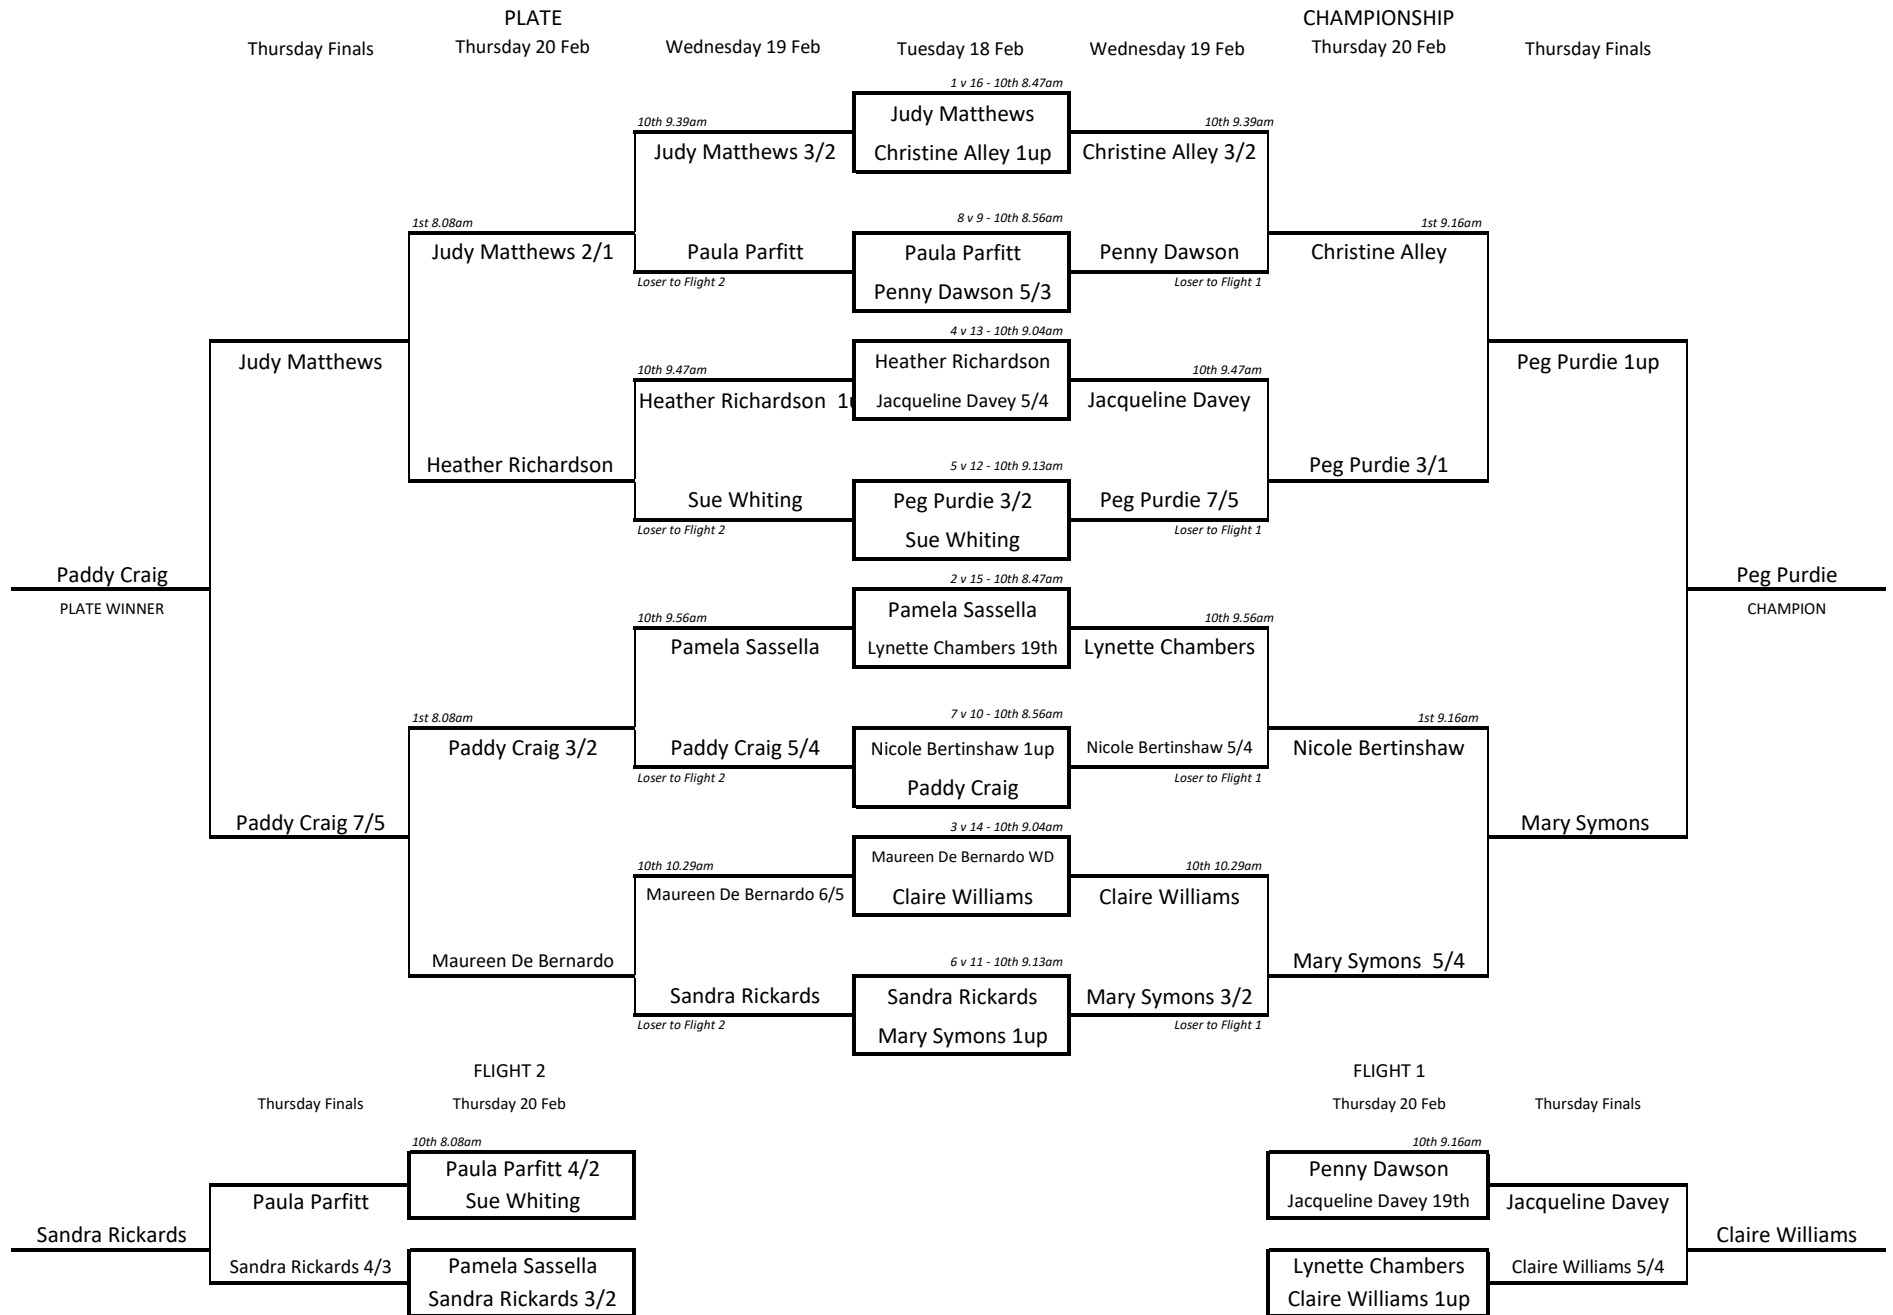 PLATE
CHAMPIONSHIP
Thursday Finals
Thursday 20 Feb
Wednesday 19 Feb
Tuesday 18 Feb
Wednesday 19 Feb
Thursday 20 Feb
Thursday Finals
1 v 16 - 10th 8.47am
Judy Matthews
10th 9.39am
10th 9.39am
Judy Matthews 3/2
Christine Alley 1up
Christine Alley 3/2
1st 8.08am
8 v 9 - 10th 8.56am
1st 9.16am
Judy Matthews 2/1
Paula Parfitt
Paula Parfitt
Penny Dawson
Christine Alley
Loser to Flight 2
Loser to Flight 1
Penny Dawson 5/3
4 v 13 - 10th 9.04am
Judy Matthews
Heather Richardson
Peg Purdie 1up
10th 9.47am
10th 9.47am
Heather Richardson 1
Jacqueline Davey 5/4
Jacqueline Davey
Heather Richardson
5 v 12 - 10th 9.13am
Peg Purdie 3/1
Sue Whiting
Peg Purdie 3/2
Peg Purdie 7/5
Loser to Flight 2
Loser to Flight 1
Sue Whiting
Paddy Craig
2 v 15 - 10th 8.47am
Peg Purdie
PLATE WINNER
Pamela Sassella
CHAMPION
10th 9.56am
10th 9.56am
Pamela Sassella
Lynette Chambers 19th
Lynette Chambers
1st 8.08am
7 v 10 - 10th 8.56am
1st 9.16am
Paddy Craig 3/2
Paddy Craig 5/4
Nicole Bertinshaw 1up
Nicole Bertinshaw 5/4
Nicole Bertinshaw
Loser to Flight 2
Loser to Flight 1
Paddy Craig
Paddy Craig 7/5
3 v 14 - 10th 9.04am
Mary Symons
Maureen De Bernardo WD
10th 10.29am
10th 10.29am
Maureen De Bernardo 6/5
Claire Williams
Claire Williams
Maureen De Bernardo
6 v 11 - 10th 9.13am
Mary Symons 5/4
Sandra Rickards
Sandra Rickards
Mary Symons 3/2
Loser to Flight 2
Loser to Flight 1
Mary Symons 1up
FLIGHT 2
FLIGHT 1
Thursday Finals
Thursday 20 Feb
Thursday 20 Feb
Thursday Finals
10th 8.08am
10th 9.16am
Paula Parfitt 4/2
Penny Dawson
Paula Parfitt
Sue Whiting
Jacqueline Davey 19th
Jacqueline Davey
Sandra Rickards
Claire Williams
Sandra Rickards 4/3
Pamela Sassella
Lynette Chambers
Claire Williams 5/4
Sandra Rickards 3/2
Claire Williams 1up